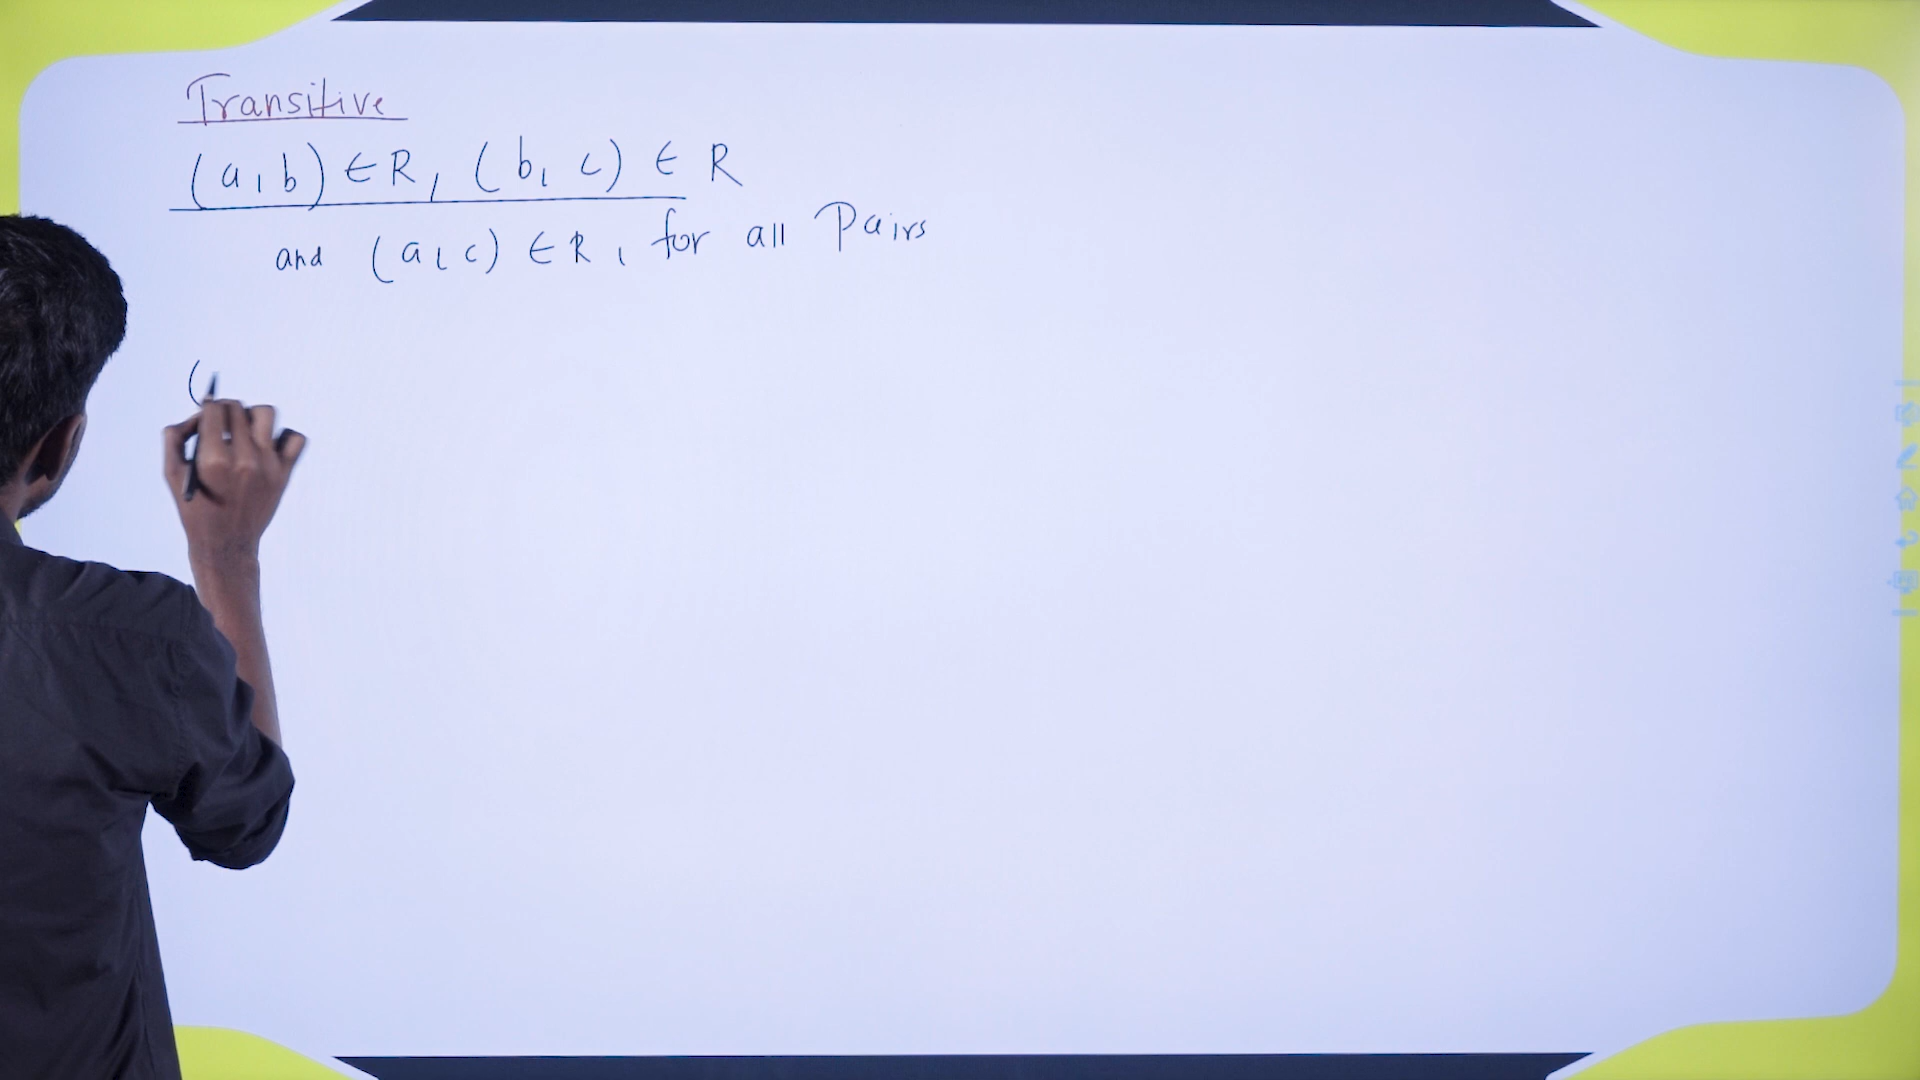 Transitive
(a, b) ∈ R, (b, c) ∈ R
and (a, c) ∈ R, for all Pairs
(